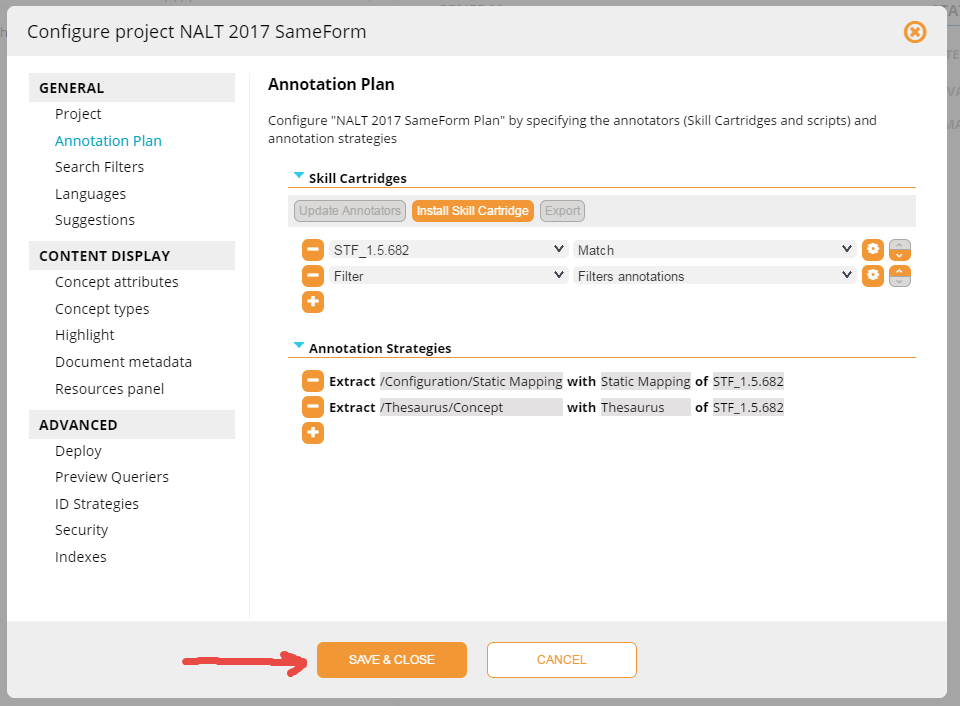 Configure project NALT 2017 SameForm
GENERAL
Project
Annotation Plan
Search Filters
Languages
Suggestions
CONTENT DISPLAY
Concept attributes
Concept types
Highlight
Document metadata
Resources panel
ADVANCED
Deploy
Preview Queriers
ID Strategies
Security
Indexes
Annotation Plan
Configure "NALT 2017 SameForm Plan" by specifying the annotators (Skill Cartridges and scripts) and
annotation strategies
Skill Cartridges
Update Annotators Install Skill Cartridge Export
STF_1.5.682 Match
Filter Filters annotations
Annotation Strategies
Extract /Configuration/Static Mapping with Static Mapping of STF_1.5.682
Extract /Thesaurus/Concept with Thesaurus of STF_1.5.682
SAVE & CLOSE CANCEL